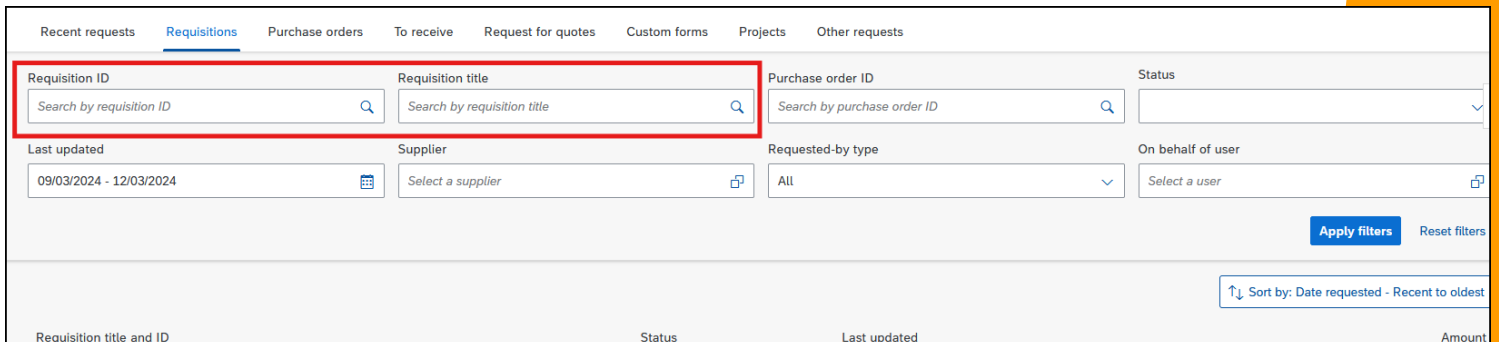 Recent requests Requisitions Purchase orders To receive Request for quotes Custom forms Projects Other requests
Requisition ID Requisition title Purchase order ID Status
Search by requisition ID Search by requisition title Search by purchase order ID
Last updated Supplier Requested-by type On behalf of user
09/03/2024 - 12/03/2024 Select a supplier All Select a user
Apply filters Reset filters
Sort by: Date requested - Recent to oldest
Requisition title and ID Status Last updated Amount